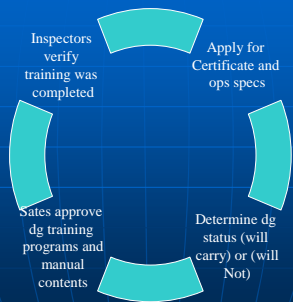 Inspectors
verify
training was
completed
Apply for
Certificate and
ops specs
Sates approve
dg training
programs and
manual
contents
Determine dg
status (will
carry) or (will
Not)